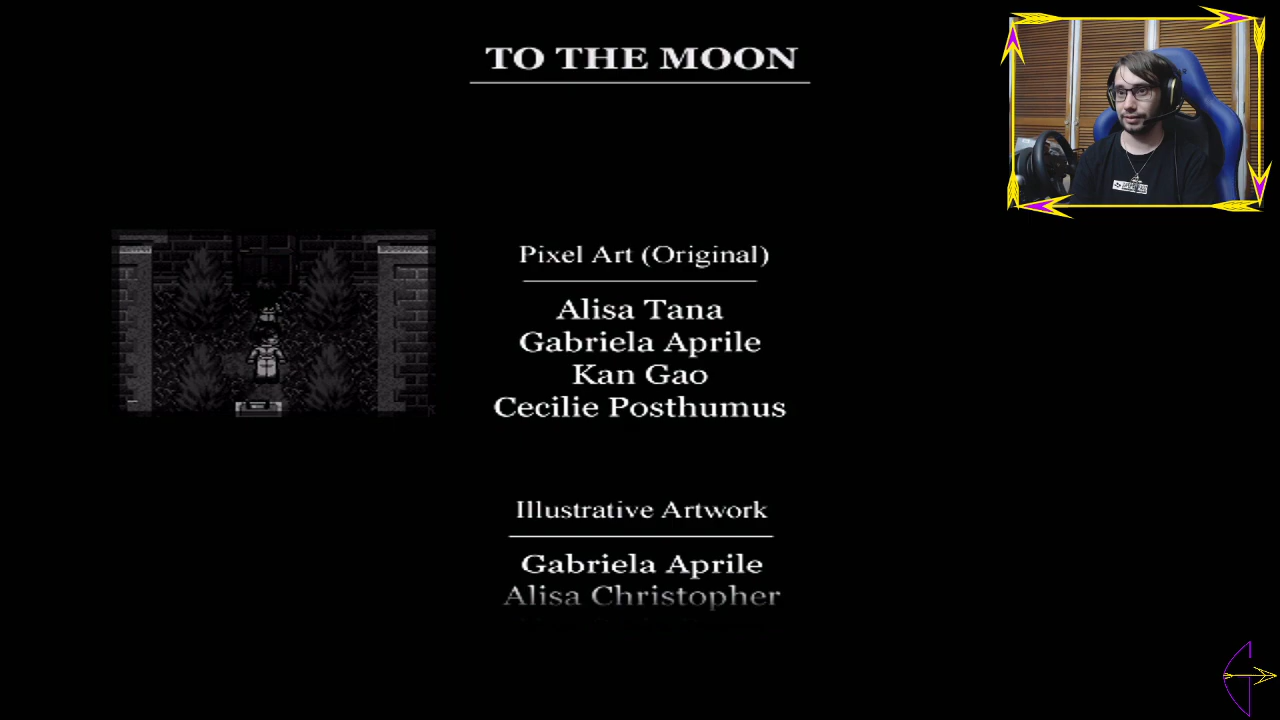 TO THE MOON
Pixel Art (Original)
Alisa Tana
Gabriela Aprile
Kan Gao
Cecilie Posthumus
Illustrative Artwork
Gabriela Aprile
Alisa Christopher